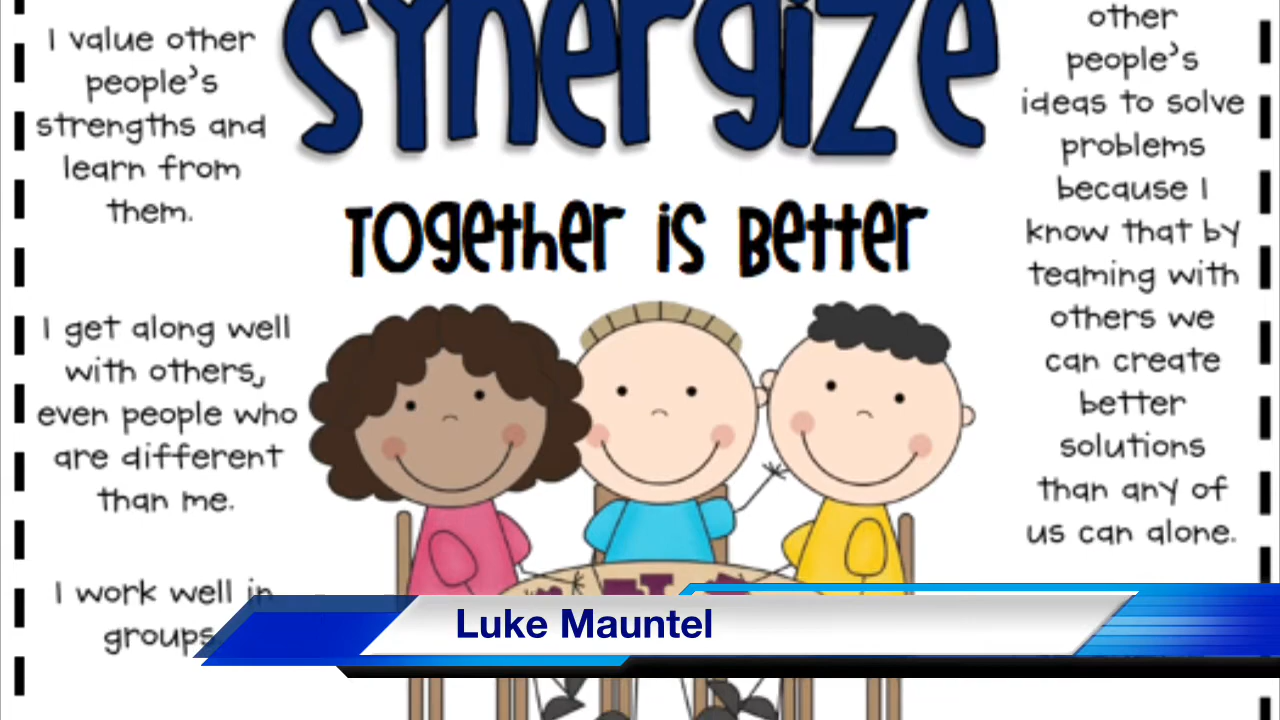 synergize
Together is Better
I value other
people's
strengths and
learn from
them.
I get along well
with others,
even people who
are different
than me.
I work well in
groups
other
people's
ideas to solve
problems
because I
know that by
teaming with
others we
can create
better
solutions
than any of
us can alone.
Luke Mauntel